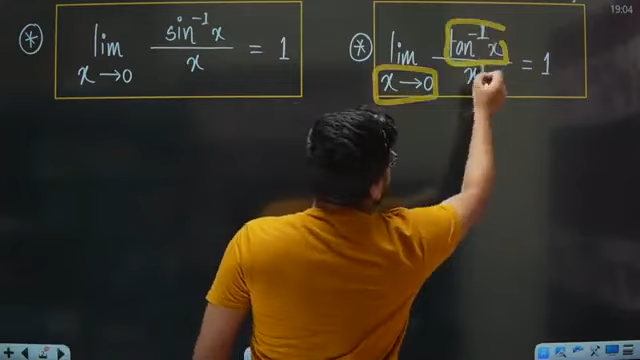 19:04
* lim x→0 sin⁻¹x / x = 1
* lim x→0 tan⁻¹x / x = 1